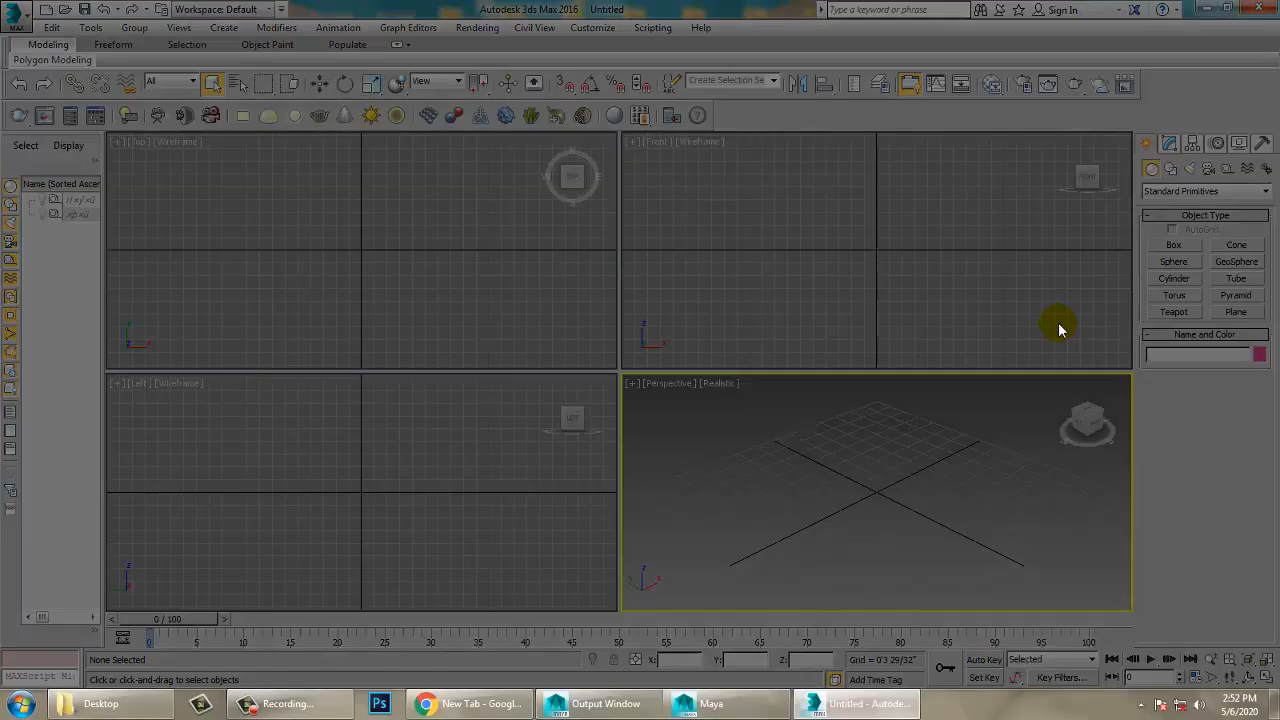 Workspace: Default
Autodesk 3ds Max 2016 Untitled
Type a keyword or phrase
Sign In
MAX
Edit Tools Group Views Create Modifiers Animation Graph Editors Rendering Civil View Customize Scripting Help
Modeling Freeform Selection Object Paint Populate
Polygon Modeling
All
View
Create Selection Se
Select Display
[+] [Top] [Wireframe]
[+] [Front] [Wireframe]
TOP
FRONT
Standard Primitives
Name (Sorted Ascen
Object Type
AutoGrid
Box Cone
Sphere GeoSphere
Cylinder Tube
Torus Pyramid
Teapot Plane
Name and Color
[+] [Left] [Wireframe]
[+] [Perspective] [Realistic]
LEFT
0 / 100
0 5 10 15 20 25 30 35 40 45 50 55 60 65 70 75 80 85 90 95 100
None Selected
X: Y: Z:
Grid = 0'3 29/32"
Auto Key
Selected
MAXScript Mi:
Click or click-and-drag to select objects
Add Time Tag
Set Key
Key Filters...
0
Desktop
Recording...
Ps
New Tab - Googl...
Output Window
Maya
Untitled - Autode...
2:52 PM
5/6/2020